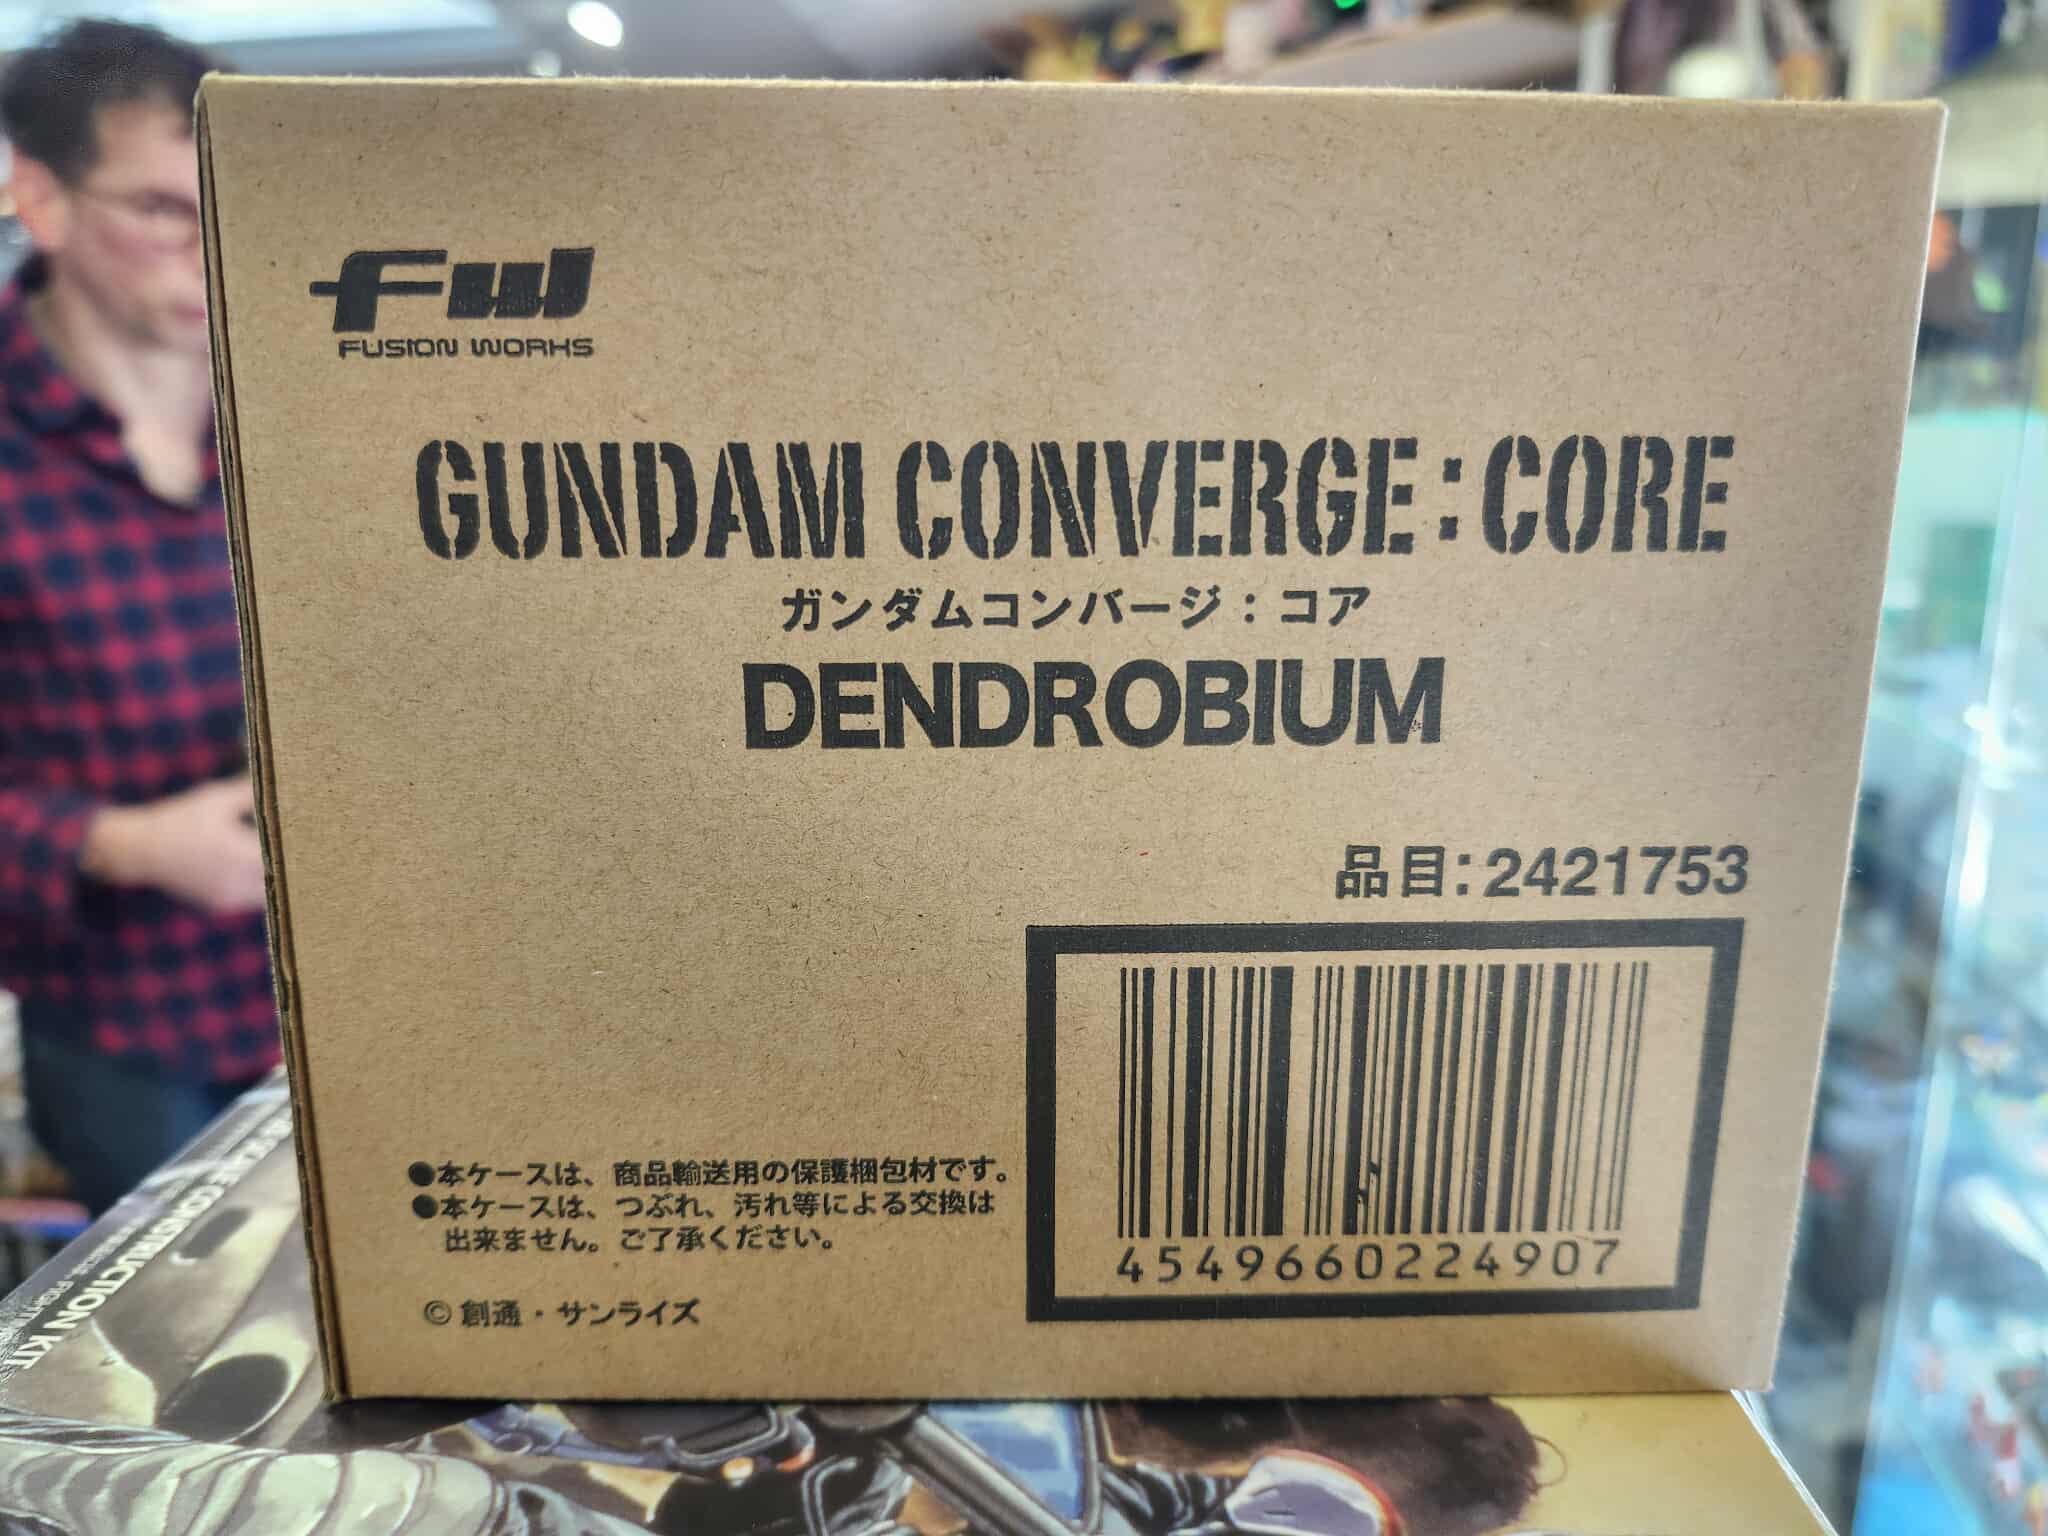 FW
FUSION WORKS
GUNDAM CONVERGE:CORE
ガンダムコンバージ：コア
DENDROBIUM
品目:2421753
4549660224907
●本ケースは、商品輸送用の保護梱包材です。
●本ケースは、つぶれ、汚れ等による交換は
出来ません。ご了承ください。
© 創通・サンライズ
CONSTRUCTION KIT